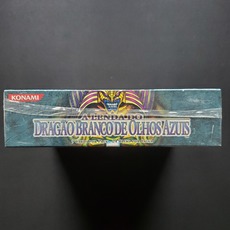 KONAMI
A LENDA DO
DRAGÃO BRANCO DE OLHOS AZUIS